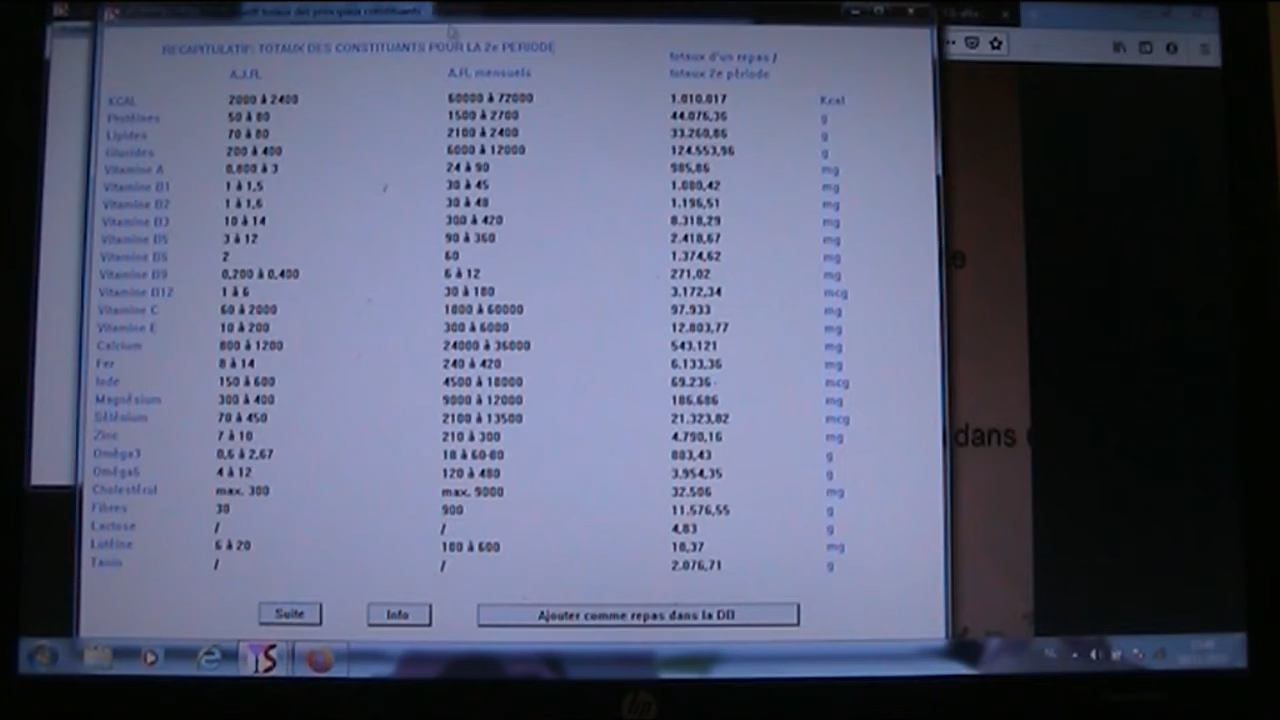 RECAPITULATIF: TOTAUX DES CONSTITUANTS POUR LA 2e PERIODE
A.J.R. A.R. mensuels totaux d'un repas /
totaux 2e période
KCAL 2000 à 2400 60000 à 72000 1.010.017 Kcal
Protéines 50 à 80 1500 à 2700 44.076,36 g
Lipides 70 à 80 2100 à 2400 33.260,86 g
Glucides 200 à 400 6000 à 12000 124.553,96 g
Vitamine A 0,800 à 3 24 à 90 985,86 mg
Vitamine B1 1 à 1,5 30 à 45 1.080,42 mg
Vitamine B2 1 à 1,6 30 à 48 1.196,51 mg
Vitamine B3 10 à 14 300 à 420 8.318,29 mg
Vitamine B5 3 à 12 90 à 360 2.418,67 mg
Vitamine B6 2 60 1.374,62 mg
Vitamine B9 0,200 à 0,400 6 à 12 271,02 mg
Vitamine B12 1 à 6 30 à 180 3.172,34 mcg
Vitamine C 60 à 2000 1800 à 60000 97.933 mg
Vitamine E 10 à 200 300 à 6000 12.803,77 mg
Calcium 800 à 1200 24000 à 36000 543.121 mg
Fer 8 à 14 240 à 420 6.133,36 mg
Iode 150 à 600 4500 à 18000 69.236 mcg
Magnésium 300 à 400 9000 à 12000 186.686 mg
Sélénium 70 à 450 2100 à 13500 21.323,82 mcg
Zinc 7 à 10 210 à 300 4.790,16 mg
Oméga3 0,6 à 2,67 18 à 60-80 883,43 g
Oméga6 4 à 12 120 à 480 3.954,35 g
Cholestérol max. 300 max. 9000 32.506 mg
Fibres 30 900 11.576,55 g
Lactose / / 4,83 g
Lutéine 6 à 20 180 à 600 18,37 mg
Tanin / / 2.076,71 g
Suite Info Ajouter comme repas dans la DD
dans
hp